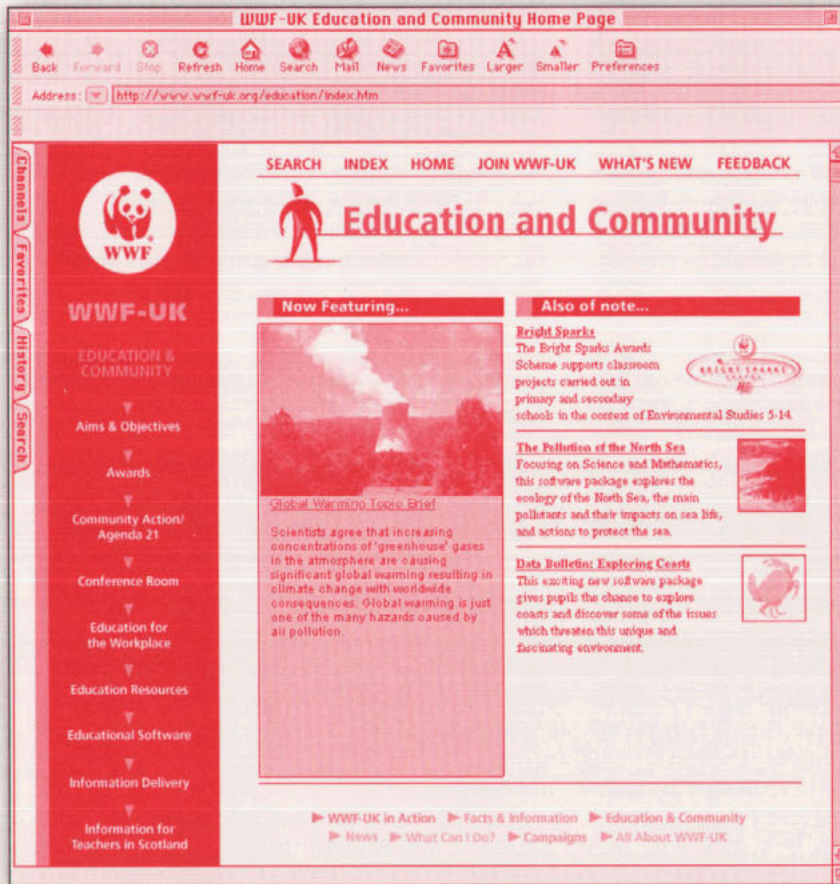 WWF-UK Education and Community Home Page
Back Forward Stop Refresh Home Search Mail News Favorites Larger Smaller Preferences
Address: http://www.wwf-uk.org/education/index.htm
Channels
Favorites
History
Search
WWF
WWF-UK
EDUCATION &
COMMUNITY
Aims & Objectives
Awards
Community Action/
Agenda 21
Conference Room
Education for
the Workplace
Education Resources
Educational Software
Information Delivery
Information for
Teachers in Scotland
SEARCH INDEX HOME JOIN WWF-UK WHAT'S NEW FEEDBACK
Education and Community
Now Featuring...
Global Warming Topic Brief
Scientists agree that increasing
concentrations of 'greenhouse' gases
in the atmosphere are causing
significant global warming resulting in
climate change with worldwide
consequences. Global warming is just
one of the many hazards caused by
air pollution.
Also of note...
Bright Sparks
The Bright Sparks Awards
Scheme supports classroom
projects carried out in
primary and secondary
schools in the context of Environmental Studies 5-14.
BRIGHT SPARKS
The Pollution of the North Sea
Focusing on Science and Mathematics,
this software package explores the
ecology of the North Sea, the main
pollutants and their impacts on sea life,
and actions to protect the sea.
Data Bulletin: Exploring Coasts
This exciting new software package
gives pupils the chance to explore
coasts and discover some of the issues
which threaten this unique and
fascinating environment.
WWF-UK in Action Facts & Information Education & Community
News What Can I Do? Campaigns All About WWF-UK